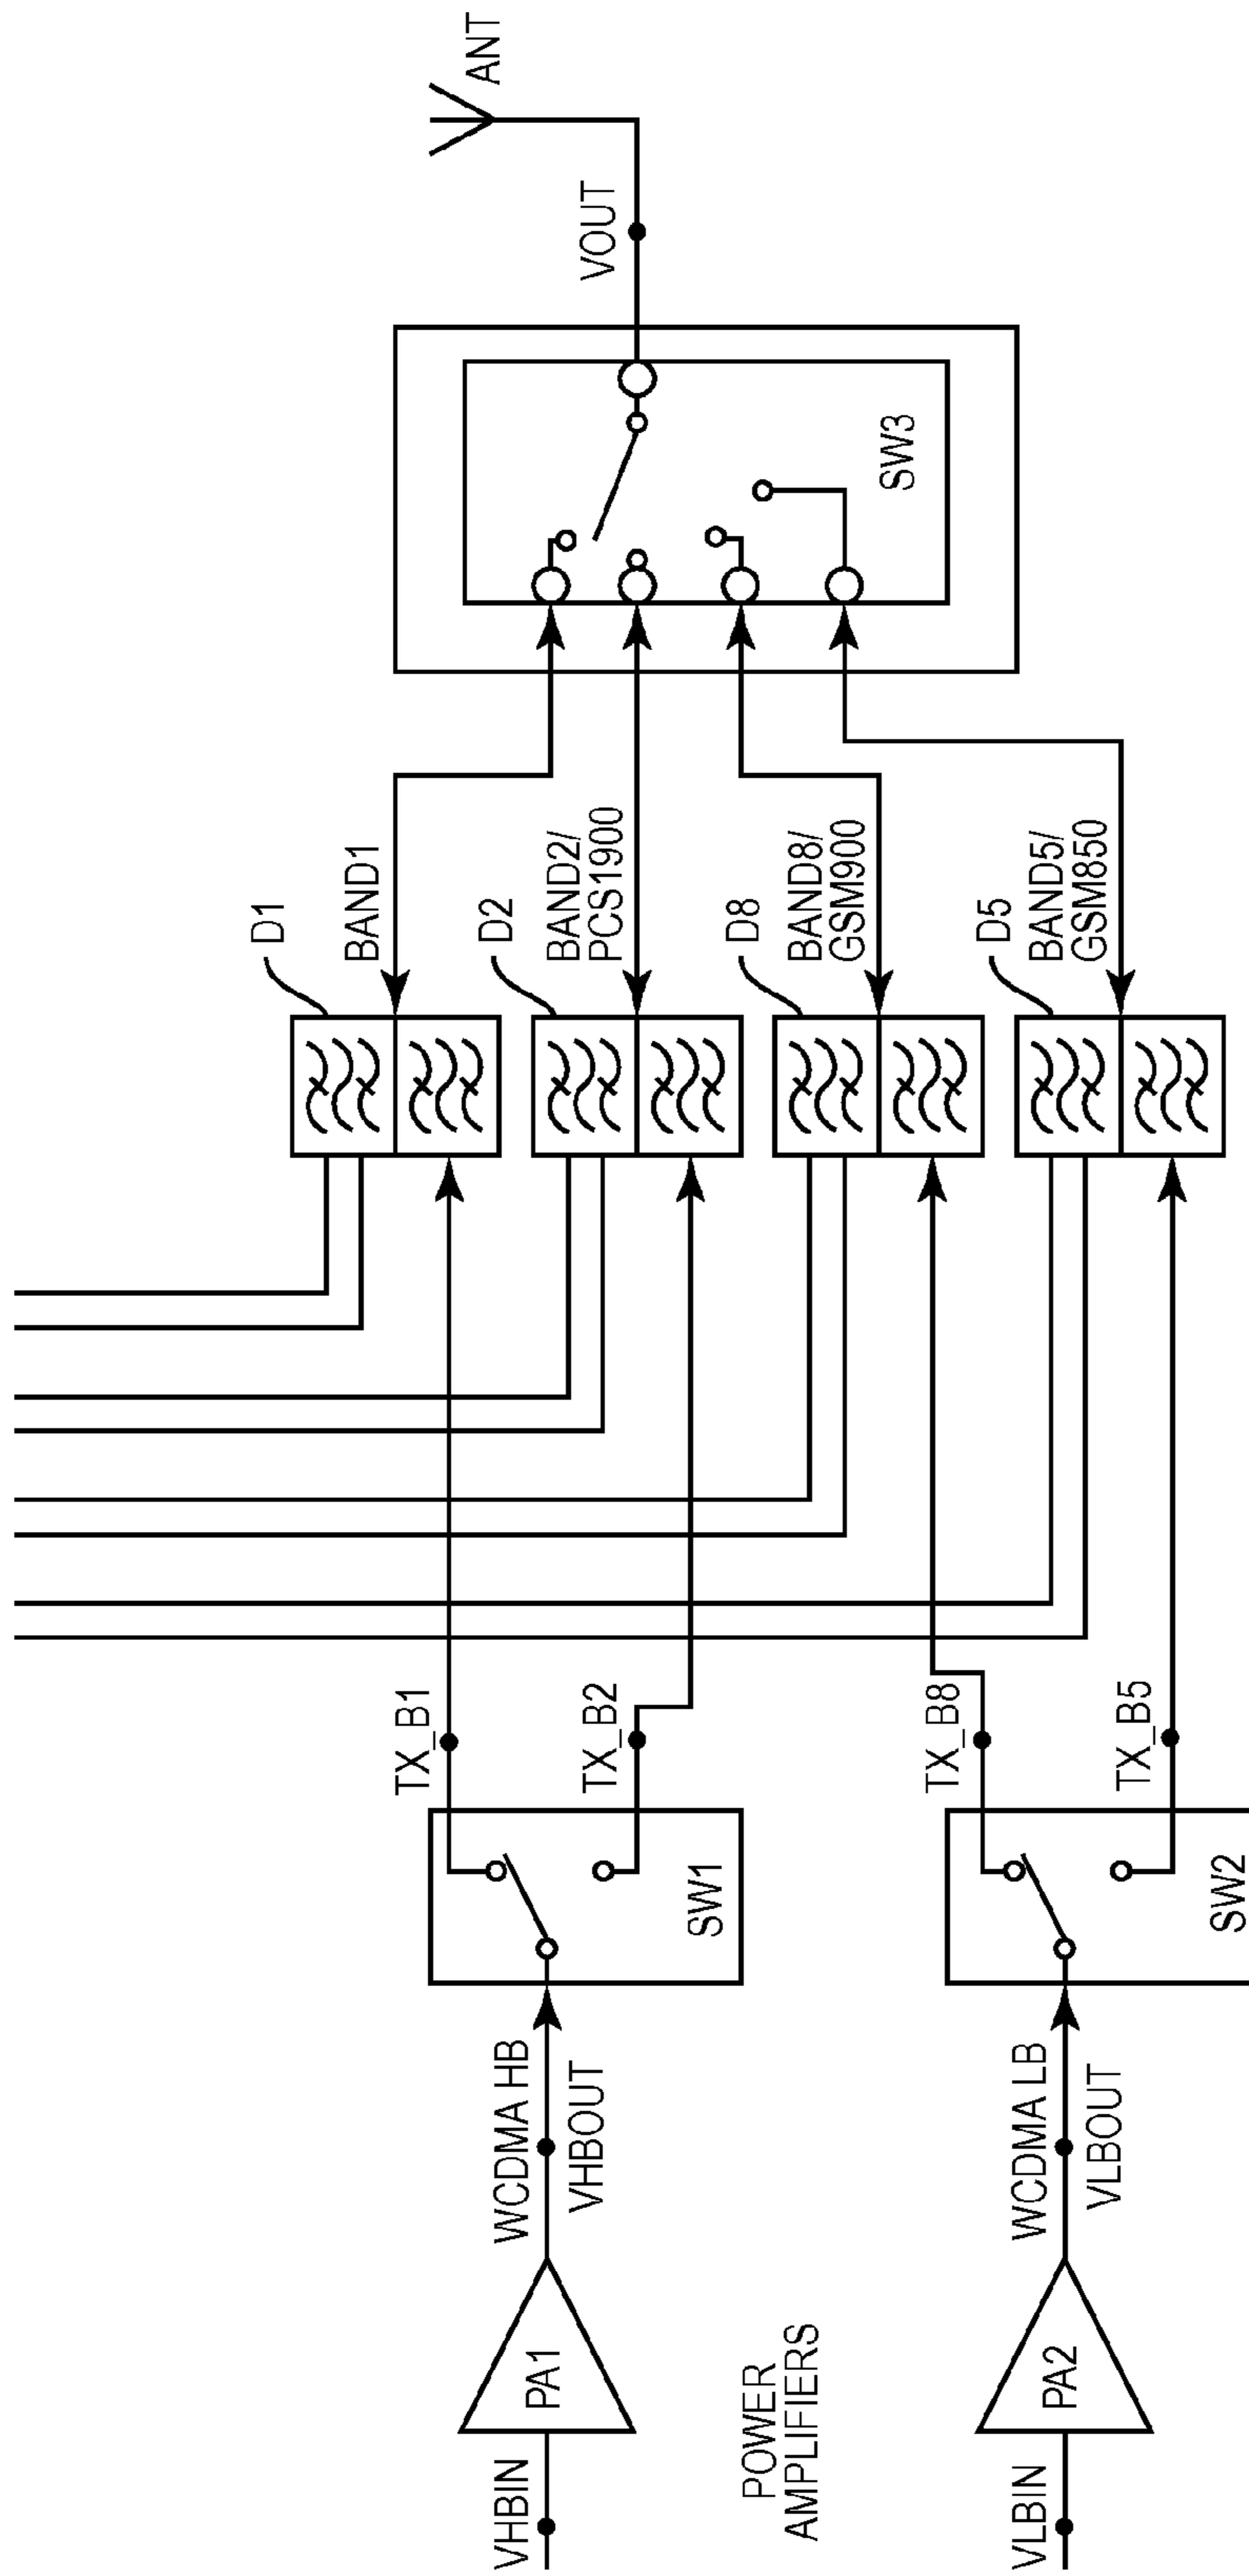 ANT
VOUT
SW3
D1
BAND1
D2
BAND2/
PCS1900
D8
BAND8/
GSM900
D5
BAND5/
GSM850
TX_B1
TX_B2
TX_B8
TX_B5
SW1
SW2
WCDMA HB
VHBOUT
WCDMA LB
VLBOUT
PA1
PA2
POWER
AMPLIFIERS
VHBIN
VLBIN